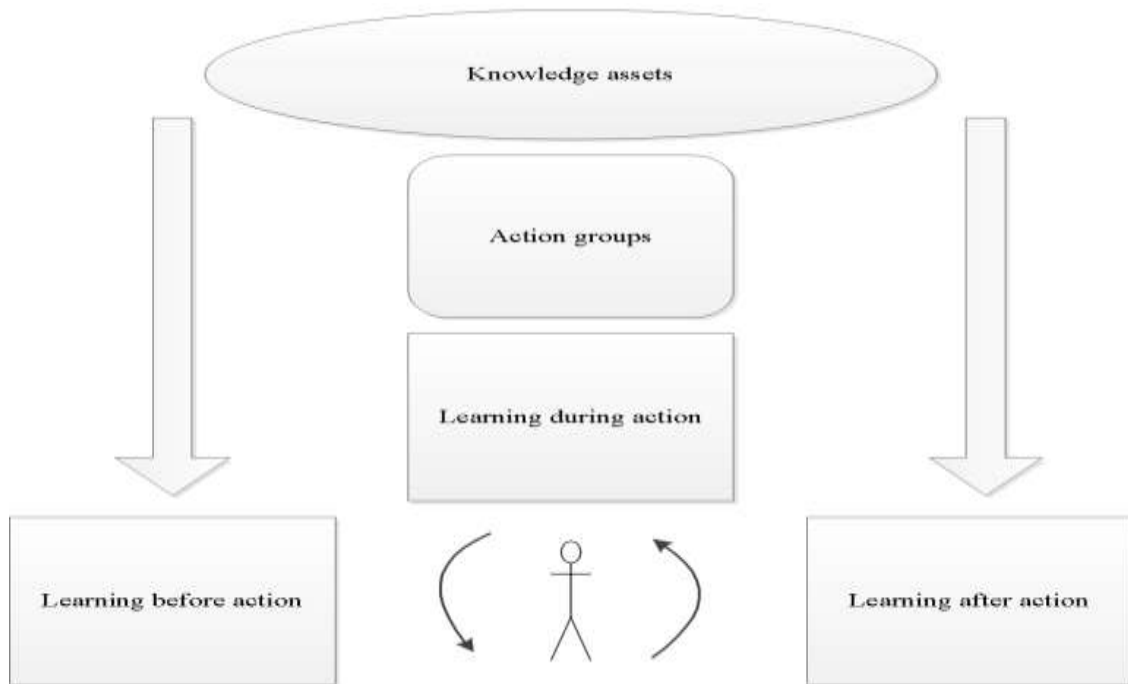 Knowledge assets
Action groups
Learning during action
Learning before action
Learning after action